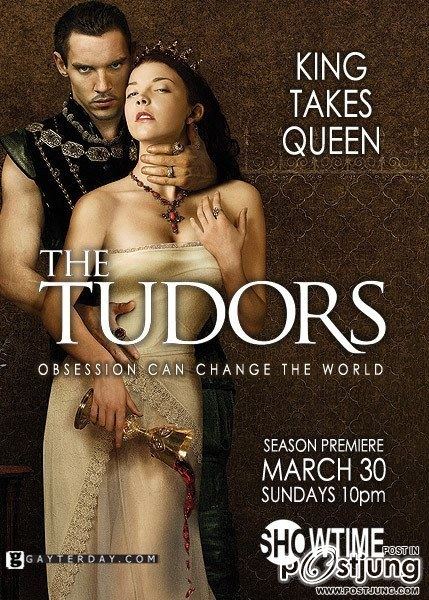 KING
TAKES
QUEEN
THE
TUDORS
OBSESSION CAN CHANGE THE WORLD
SEASON PREMIERE
MARCH 30
SUNDAYS 10pm
SHOWTIME
g GAYTERDAY.COM
POST IN
Postjung
WWW.POSTJUNG.COM